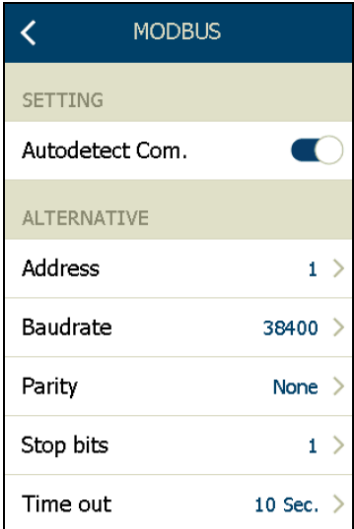 MODBUS
SETTING
Autodetect Com.
ALTERNATIVE
Address 1
Baudrate 38400
Parity None
Stop bits 1
Time out 10 Sec.